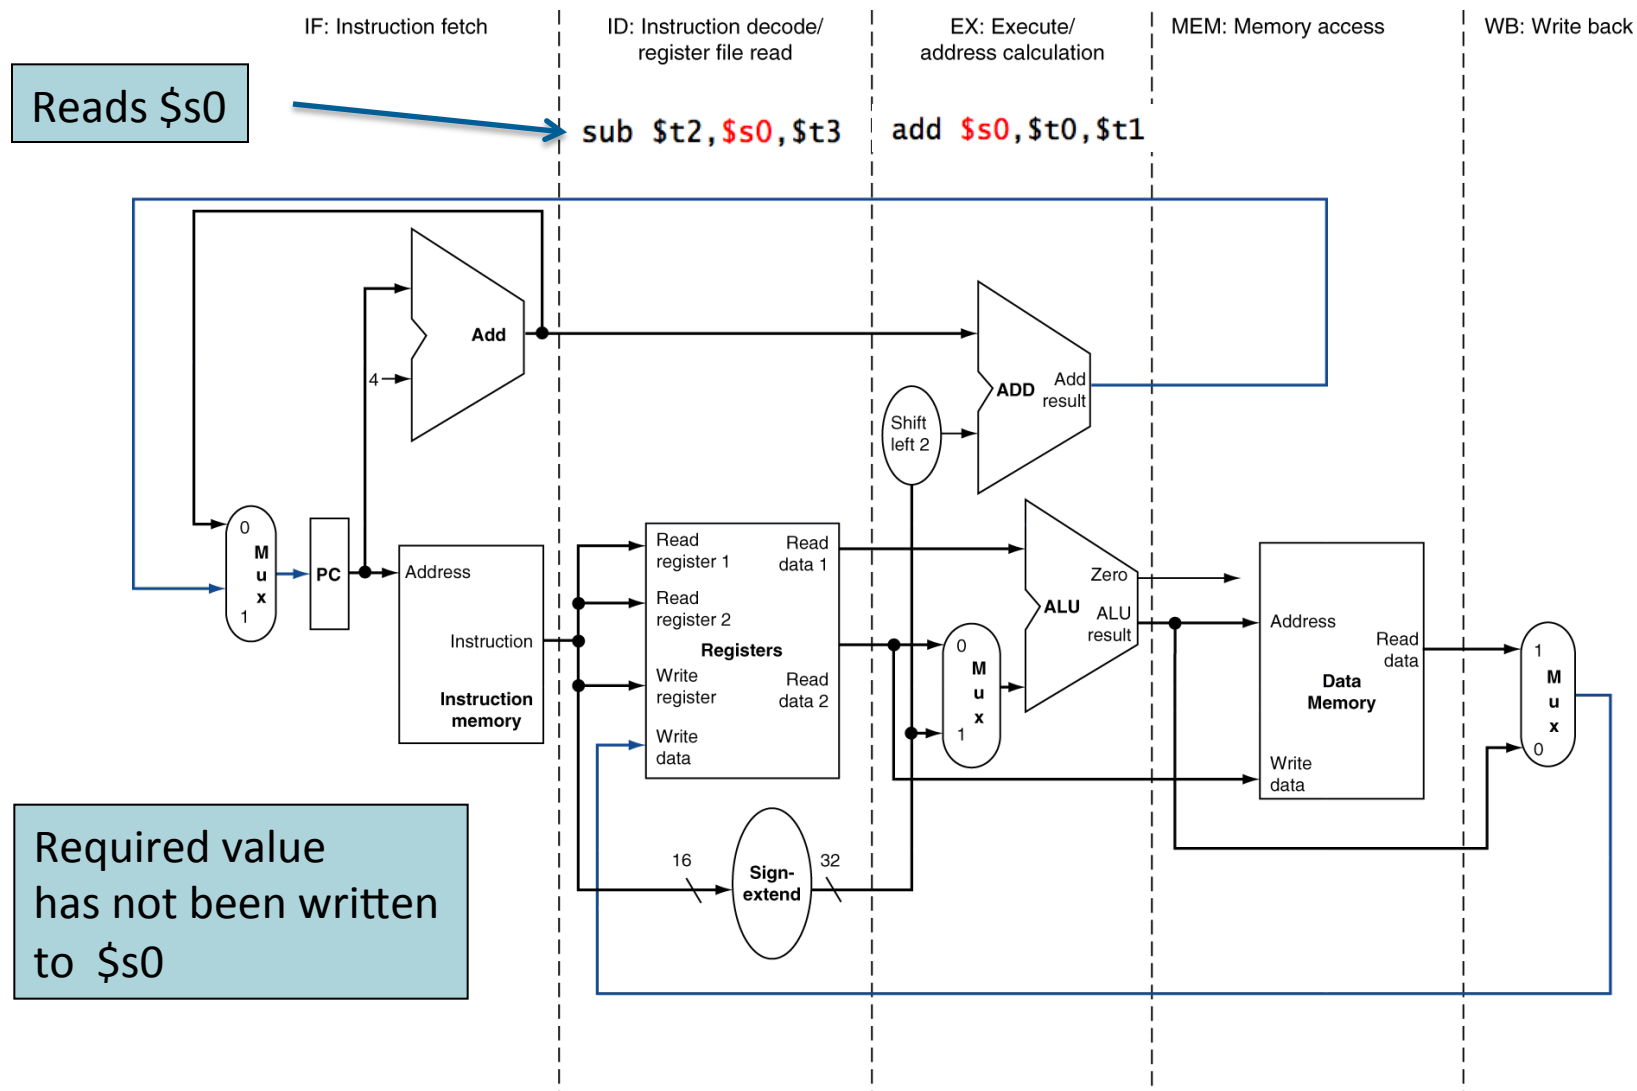 IF: Instruction fetch
ID: Instruction decode/
register file read
EX: Execute/
address calculation
MEM: Memory access
WB: Write back
Reads $s0
sub $t2,$s0,$t3
add $s0,$t0,$t1
Add
4
ADD
Add
result
Shift
left 2
0
M
u
x
1
PC
Address
Instruction
Instruction
memory
Read
register 1
Read
data 1
Read
register 2
Registers
Write
register
Read
data 2
Write
data
0
M
u
x
1
Zero
ALU
ALU
result
Address
Read
data
Data
Memory
Write
data
1
M
u
x
0
16
Sign-
extend
32
Required value
has not been written
to $s0